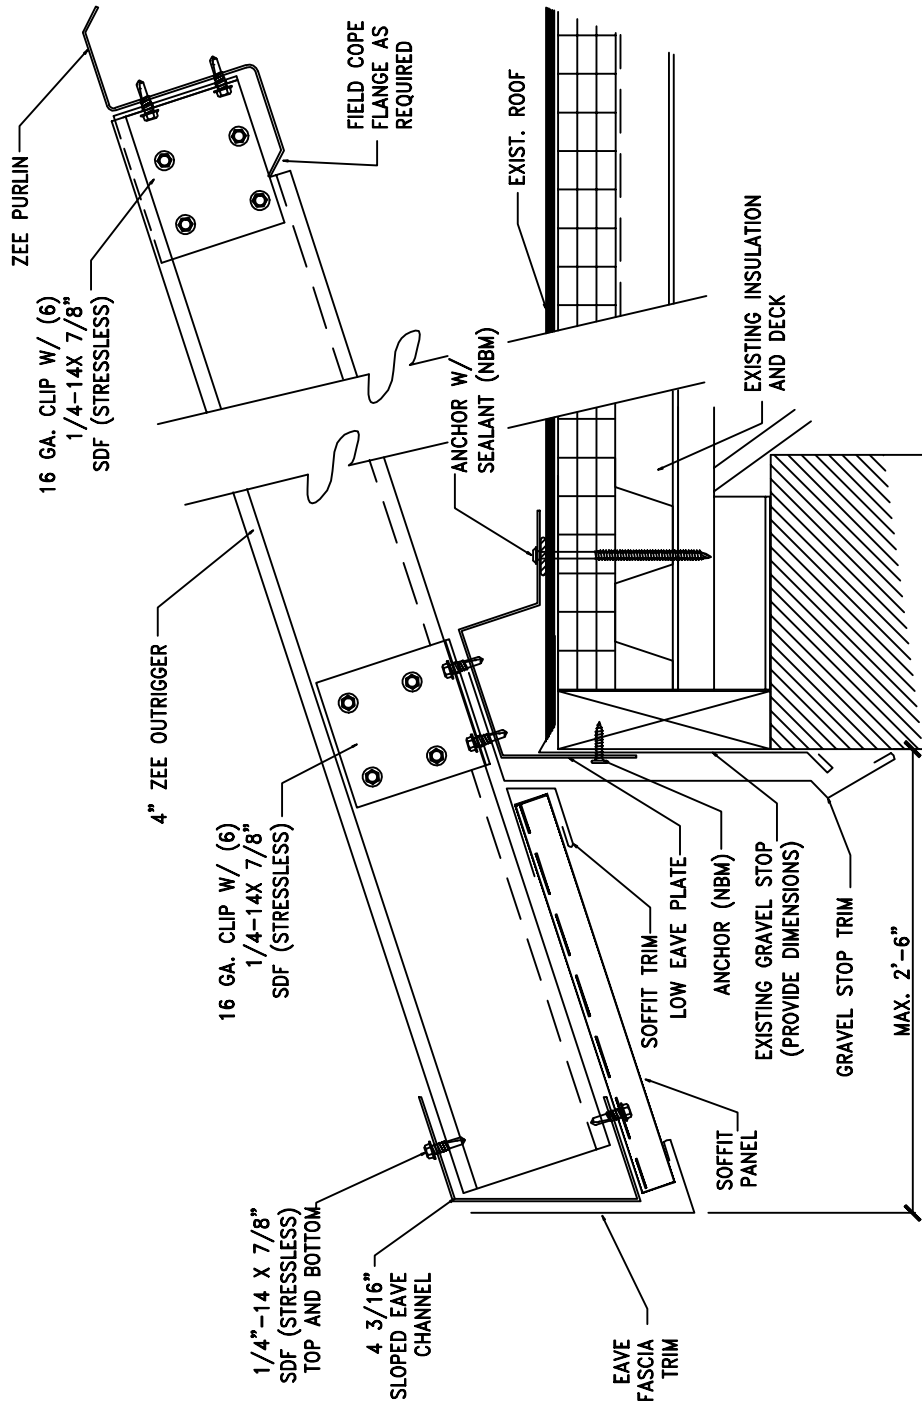 ZEE PURLIN
16 GA. CLIP W/ (6)
1/4-14X 7/8"
SDF (STRESSLESS)
FIELD COPE
FLANGE AS
REQUIRED
4" ZEE OUTRIGGER
EXIST. ROOF
ANCHOR W/
SEALANT (NBM)
16 GA. CLIP W/ (6)
1/4-14X 7/8"
SDF (STRESSLESS)
EXISTING INSULATION
AND DECK
1/4"-14 X 7/8"
SDF (STRESSLESS)
TOP AND BOTTOM
4 3/16"
SLOPED EAVE
CHANNEL
EAVE
FASCIA
TRIM
SOFFIT
PANEL
SOFFIT TRIM
LOW EAVE PLATE
ANCHOR (NBM)
EXISTING GRAVEL STOP
(PROVIDE DIMENSIONS)
GRAVEL STOP TRIM
MAX. 2'-6"